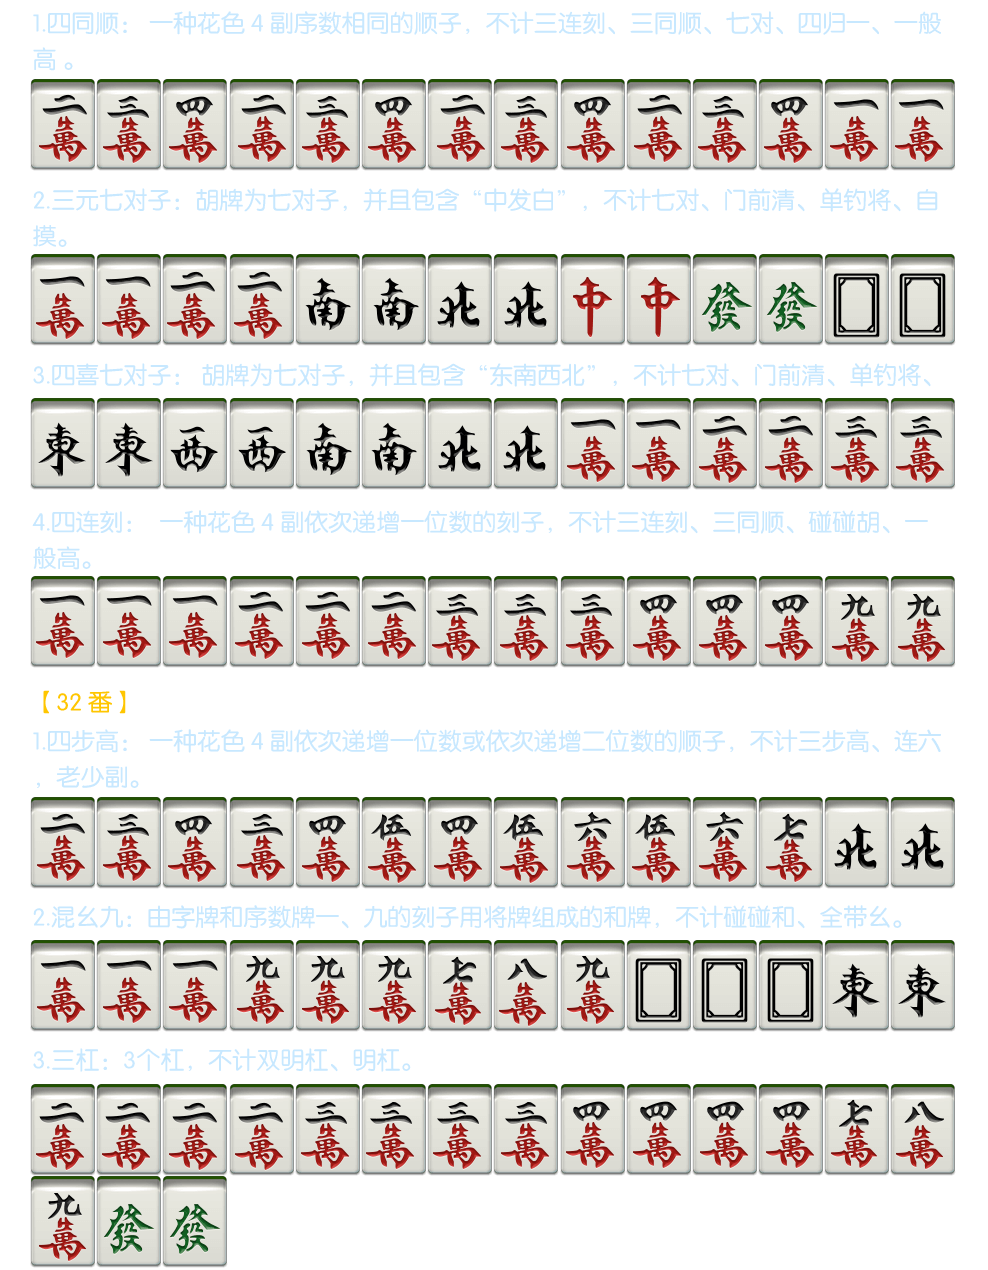 1.四同顺： 一种花色 4 副序数相同的顺子，不计三连刻、三同顺、七对、四归一、一般
高 。
二萬 三萬 四萬 二萬 三萬 四萬 二萬 三萬 四萬 二萬 三萬 四萬 一萬 一萬
2.三元七对子：胡牌为七对子，并且包含“中发白”，不计七对、门前清、单钓将、自
摸。
一萬 一萬 二萬 二萬 南 南 北 北 中 中 發 發
3.四喜七对子： 胡牌为七对子，并且包含“东南西北”，不计七对、门前清、单钓将、
東 東 西 西 南 南 北 北 一萬 一萬 二萬 二萬 三萬 三萬
4.四连刻： 一种花色 4 副依次递增一位数的刻子，不计三连刻、三同顺、碰碰胡、一
般高。
一萬 一萬 一萬 二萬 二萬 二萬 三萬 三萬 三萬 四萬 四萬 四萬 九萬 九萬
【 32 番 】
1.四步高： 一种花色 4 副依次递增一位数或依次递增二位数的顺子，不计三步高、连六
，老少副。
二萬 三萬 四萬 三萬 四萬 伍萬 四萬 伍萬 六萬 伍萬 六萬 七萬 北 北
2.混幺九：由字牌和序数牌一、九的刻子用将牌组成的和牌，不计碰碰和、全带幺。
一萬 一萬 一萬 九萬 九萬 九萬 七萬 八萬 九萬 東 東
3.三杠：3个杠，不计双明杠、明杠。
二萬 二萬 二萬 二萬 三萬 三萬 三萬 三萬 四萬 四萬 四萬 四萬 七萬 八萬
九萬 發 發